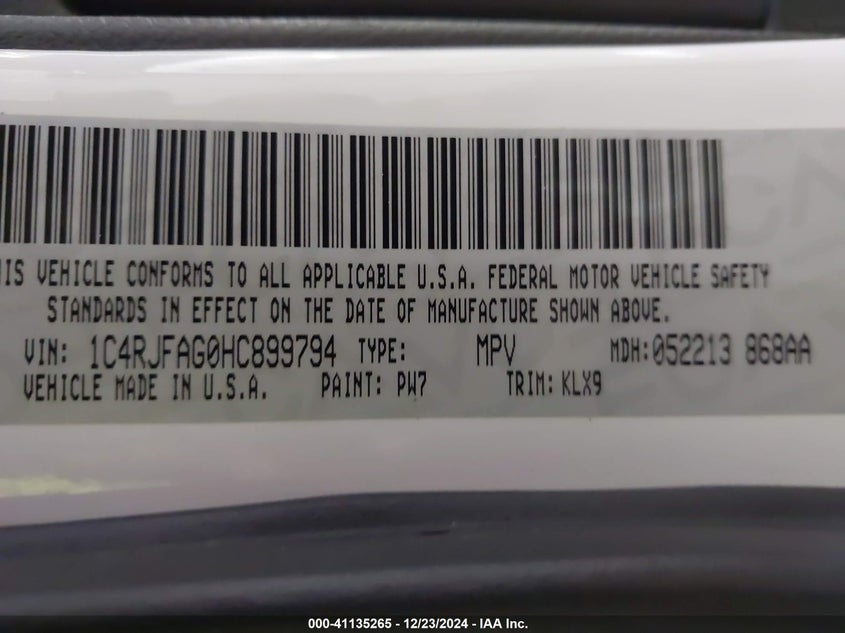 IS VEHICLE CONFORMS TO ALL APPLICABLE U.S.A. FEDERAL MOTOR VEHICLE SAFETY
STANDARDS IN EFFECT ON THE DATE OF MANUFACTURE SHOWN ABOVE.
VIN: 1C4RJFAG0HC899794 TYPE: MPV MDH: 052213 868AA
VEHICLE MADE IN U.S.A. PAINT: PW7 TRIM: KLX9
000-41135265 - 12/23/2024 - IAA Inc.